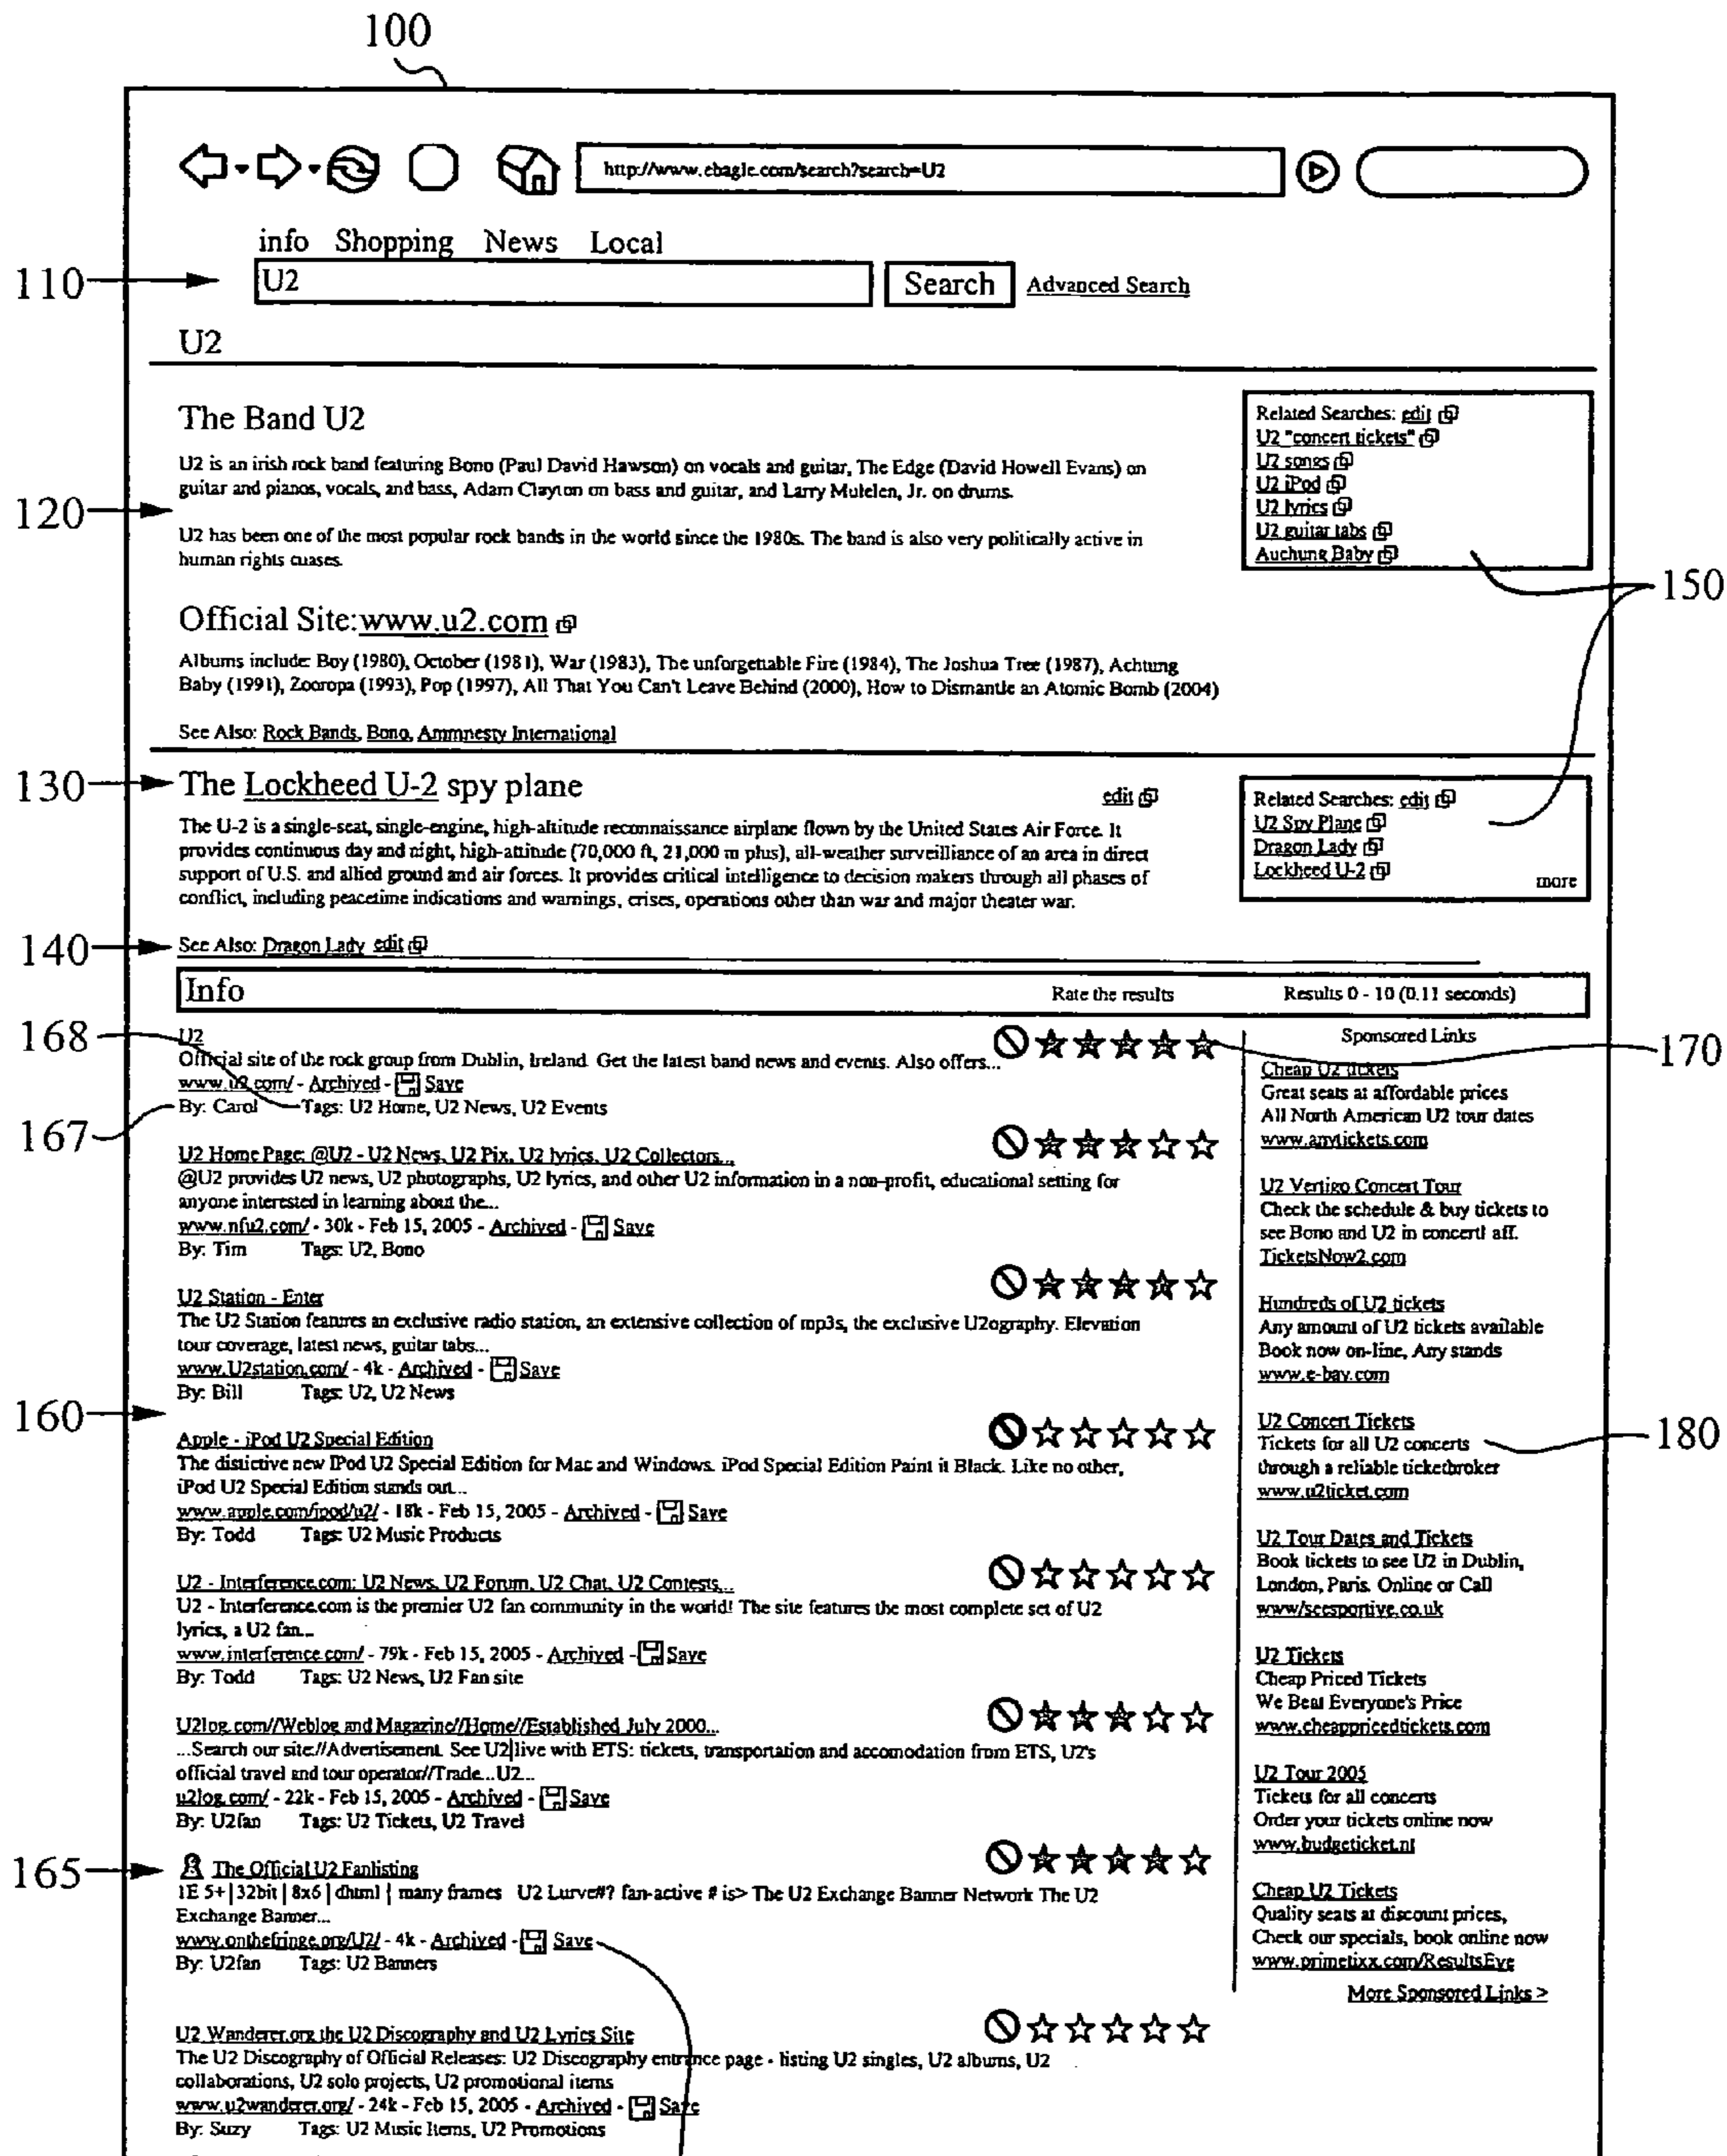 100
http://www.ebagle.com/search?search=U2
info Shopping News Local
110
U2
Search
Advanced Search
U2
The Band U2
U2 is an irish rock band featuring Bono (Paul David Hawson) on vocals and guitar, The Edge (David Howell Evans) on
guitar and pianos, vocals, and bass, Adam Clayton on bass and guitar, and Larry Mutelen, Jr. on drums.
120
U2 has been one of the most popular rock bands in the world since the 1980s. The band is also very politically active in
human rights cuases.
Official Site: www.u2.com
Albums include: Boy (1980), October (1981), War (1983), The unforgettable Fire (1984), The Joshua Tree (1987), Achtung
Baby (1991), Zooropa (1993), Pop (1997), All That You Can't Leave Behind (2000), How to Dismantle an Atomic Bomb (2004)
See Also: Rock Bands, Bono, Ammnesty International
Related Searches: edit
U2 "concert tickets"
U2 songs
U2 iPod
U2 lyrics
U2 guitar tabs
Auchung Baby
150
130
The Lockheed U-2 spy plane
edit
The U-2 is a single-seat, single-engine, high-altitude reconnaissance airplane flown by the United States Air Force. It
provides continuous day and night, high-attitude (70,000 ft, 21,000 m plus), all-weather surveilliance of an area in direct
support of U.S. and allied ground and air forces. It provides critical intelligence to decision makers through all phases of
conflict, including peacetime indications and warnings, crises, operations other than war and major theater war.
Related Searches: edit
U2 Spy Plane
Dragon Lady
Lockheed U-2
more
140
See Also: Dragon Lady edit
Info
Rate the results
Results 0 - 10 (0.11 seconds)
168
U2
Official site of the rock group from Dublin, Ireland. Get the latest band news and events. Also offers...
www.u2.com/ - Archived - Save
By: Carol Tags: U2 Home, U2 News, U2 Events
167
170
U2 Home Page: @U2 - U2 News, U2 Pix, U2 lyrics, U2 Collectors...
@U2 provides U2 news, U2 photographs, U2 lyrics, and other U2 information in a non-profit, educational setting for
anyone interested in learning about the...
www.nfu2.com/ - 30k - Feb 15, 2005 - Archived - Save
By: Tim Tags: U2, Bono
U2 Station - Enter
The U2 Station features an exclusive radio station, an extensive collection of mp3s, the exclusive U2ography. Elevation
tour coverage, latest news, guitar tabs...
www.U2station.com/ - 4k - Archived - Save
By: Bill Tags: U2, U2 News
160
Apple - iPod U2 Special Edition
The distictive new IPod U2 Special Edition for Mac and Windows. iPod Special Edition Paint it Black. Like no other,
iPod U2 Special Edition stands out...
www.apple.com/ipod/u2/ - 18k - Feb 15, 2005 - Archived - Save
By: Todd Tags: U2 Music Products
U2 - Interference.com: U2 News, U2 Forum, U2 Chat, U2 Contests...
U2 - Interference.com is the premier U2 fan community in the world! The site features the most complete set of U2
lyrics, a U2 fan...
www.interference.com/ - 79k - Feb 15, 2005 - Archived - Save
By: Todd Tags: U2 News, U2 Fan site
U2log.com//Weblog and Magazine//Home//Established July 2000...
...Search our site://Advertisement. See U2|live with ETS: tickets, transportation and accomodation from ETS, U2's
official travel and tour operator//Trade...U2...
u2log.com/ - 22k - Feb 15, 2005 - Archived - Save
By: U2fan Tags: U2 Tickets, U2 Travel
165
The Official U2 Fanlisting
IE 5+ | 32bit | 8x6 | dhtml | many frames U2 Lurve#? fan-active # is> The U2 Exchange Banner Network The U2
Exchange Banner...
www.onthefringe.org/U2/ - 4k - Archived - Save
By: U2fan Tags: U2 Banners
U2 Wanderer.org the U2 Discography and U2 Lyrics Site
The U2 Discography of Official Releases: U2 Discography entrance page - listing U2 singles, U2 albums, U2
collaborations, U2 solo projects, U2 promotional items
www.u2wanderer.org/ - 24k - Feb 15, 2005 - Archived - Save
By: Suzy Tags: U2 Music Items, U2 Promotions
Sponsored Links
Cheap U2 tickets
Great seats at affordable prices
All North American U2 tour dates
www.anytickets.com
U2 Vertigo Concert Tour
Check the schedule & buy tickets to
see Bono and U2 in concert! aff.
TicketsNow2.com
Hundreds of U2 tickets
Any amount of U2 tickets available
Book now on-line, Any stands
www.e-bay.com
U2 Concert Tickets
Tickets for all U2 concerts
through a reliable ticketbroker
www.u2ticket.com
180
U2 Tour Dates and Tickets
Book tickets to see U2 in Dublin,
London, Paris. Online or Call
www/seesportive.co.uk
U2 Tickets
Cheap Priced Tickets
We Beat Everyone's Price
www.cheappricedtickets.com
U2 Tour 2005
Tickets for all concerts
Order your tickets online now
www.budgeticket.nl
Cheap U2 Tickets
Quality seats at discount prices,
Check our specials, book online now
www.primetixx.com/ResultsEve
More Sponsored Links >